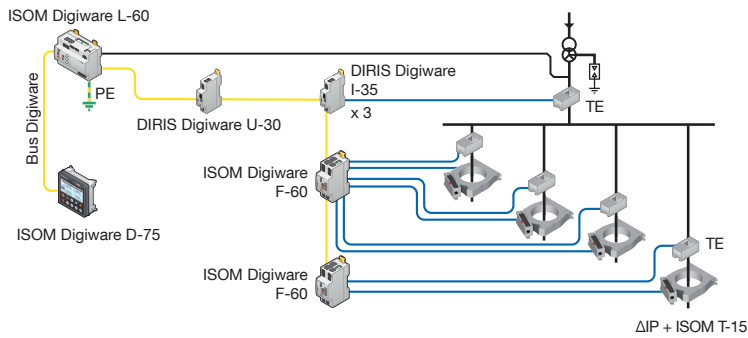 ISOM Digiware L-60
Bus Digiware
PE
DIRIS Digiware U-30
DIRIS Digiware
I-35
x 3
TE
ISOM Digiware
F-60
ISOM Digiware D-75
ISOM Digiware
F-60
TE
ΔIP + ISOM T-15